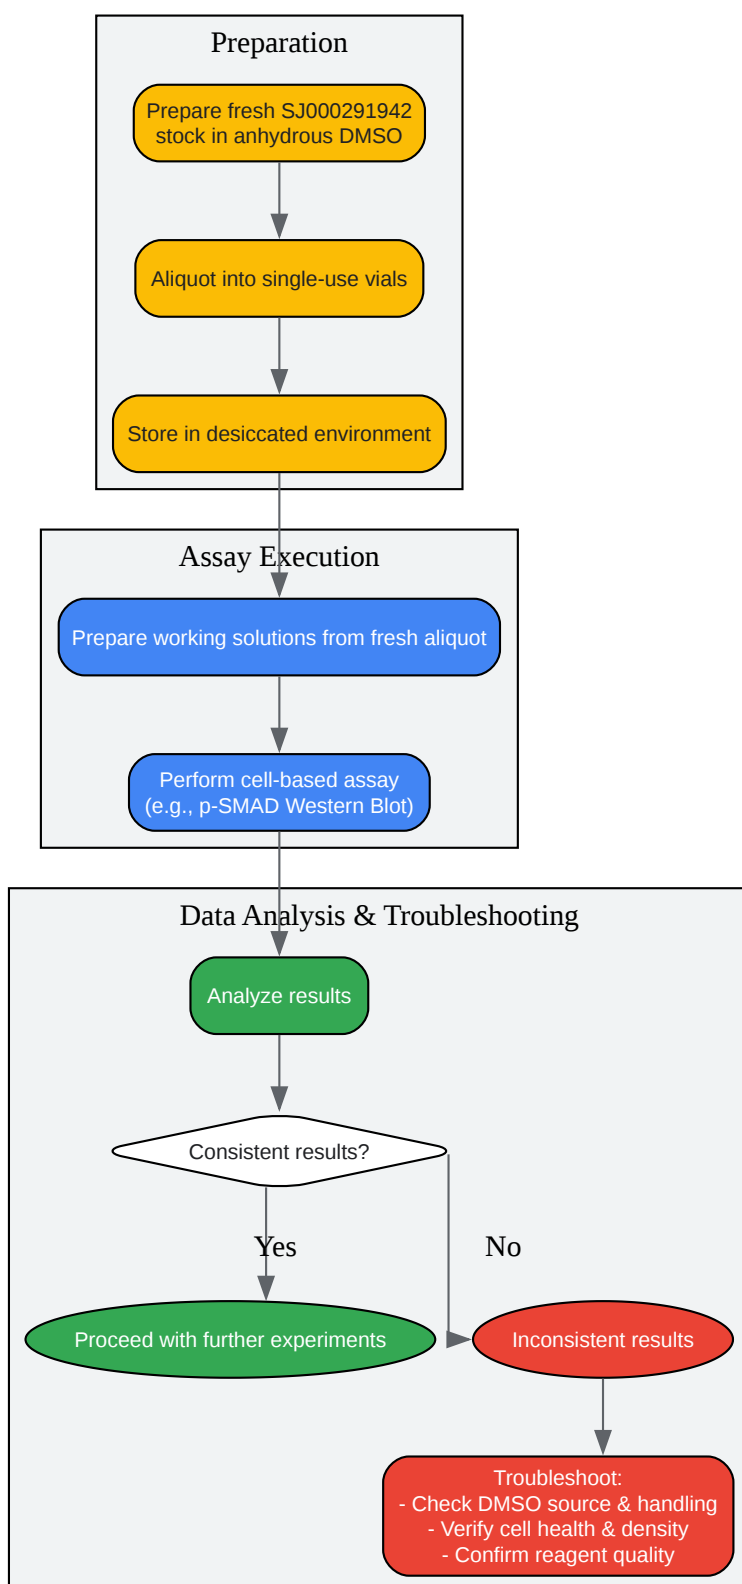 Preparation
Prepare fresh SJ000291942
stock in anhydrous DMSO
Aliquot into single-use vials
Store in desiccated environment
Assay Execution
Prepare working solutions from fresh aliquot
Perform cell-based assay
(e.g., p-SMAD Western Blot)
Data Analysis & Troubleshooting
Analyze results
Consistent results?
Yes
No
Proceed with further experiments
Inconsistent results
Troubleshoot:
- Check DMSO source & handling
- Verify cell health & density
- Confirm reagent quality